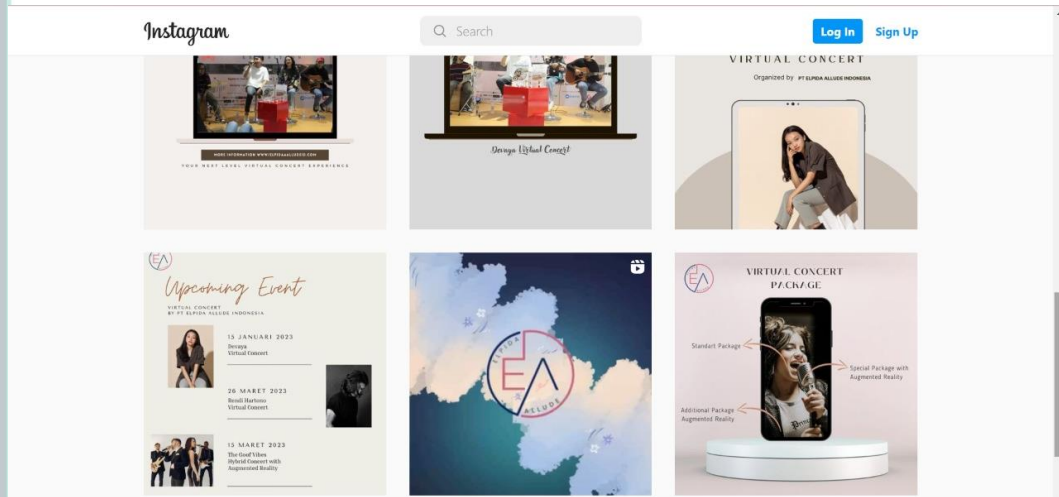 Instagram
Search
Log In
Sign Up
MORE INFORMATION WWW.ELPIDAALLUDEID.COM
YOUR NEXT LEVEL VIRTUAL CONCERT EXPERIENCE
Devaya Virtual Concert
VIRTUAL CONCERT
Organized by PT ELPIDA ALLUDE INDONESIA
EA
Upcoming Event
VIRTUAL CONCERT
BY PT ELPIDA ALLUDE INDONESIA
15 JANUARI 2023
Devaya
Virtual Concert
26 MARET 2023
Rendi Hartono
Virtual Concert
15 MARET 2023
The Goof Vibes
Hybrid Concert with
Augmented Reality
ELPIDA
EA
ALLUDE
EA
VIRTUAL CONCERT
PACKAGE
Standart Package
Special Package with
Augmented Reality
Additional Package
Augmented Reality